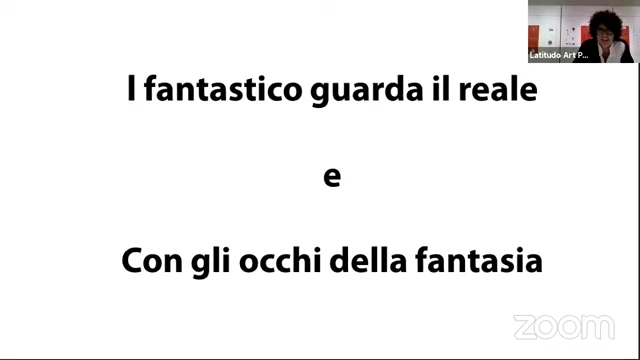 Latitudo Art P...
l fantastico guarda il reale
e
Con gli occhi della fantasia
zoom